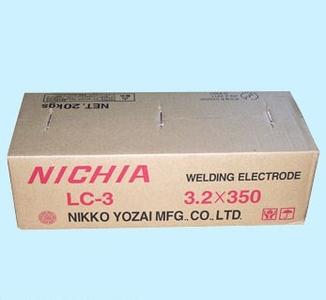 NET.20kgs
NICHIA
WELDING ELECTRODE
LC-3 3.2×350
NIKKO YOZAI MFG., CO., LTD.